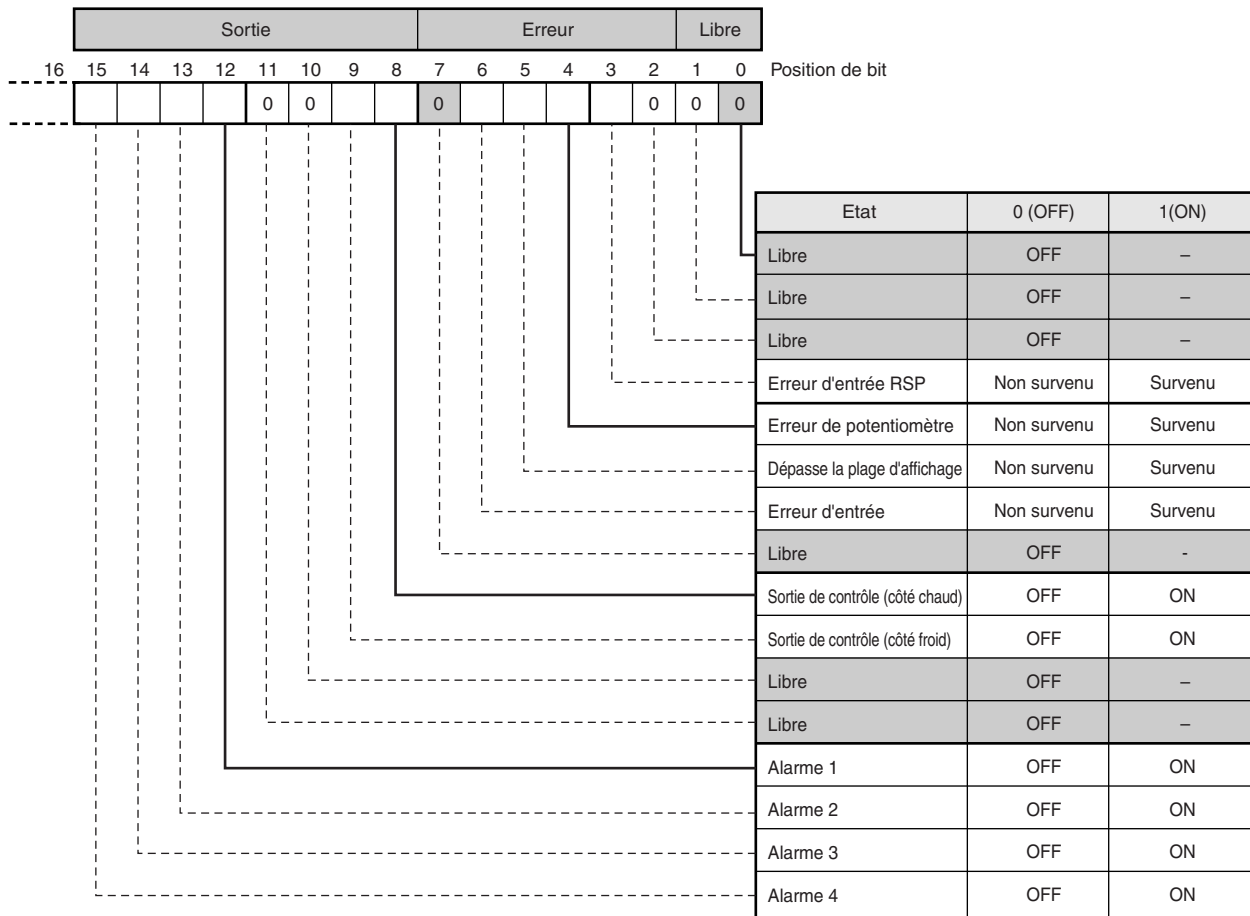 Sortie Erreur Libre
16 15 14 13 12 11 10 9 8 7 6 5 4 3 2 1 0 Position de bit
0 0 0 0 0 0
Etat 0 (OFF) 1(ON)
Libre OFF –
Libre OFF –
Libre OFF –
Erreur d'entrée RSP Non survenu Survenu
Erreur de potentiomètre Non survenu Survenu
Dépasse la plage d'affichage Non survenu Survenu
Erreur d'entrée Non survenu Survenu
Libre OFF -
Sortie de contrôle (côté chaud) OFF ON
Sortie de contrôle (côté froid) OFF ON
Libre OFF –
Libre OFF –
Alarme 1 OFF ON
Alarme 2 OFF ON
Alarme 3 OFF ON
Alarme 4 OFF ON